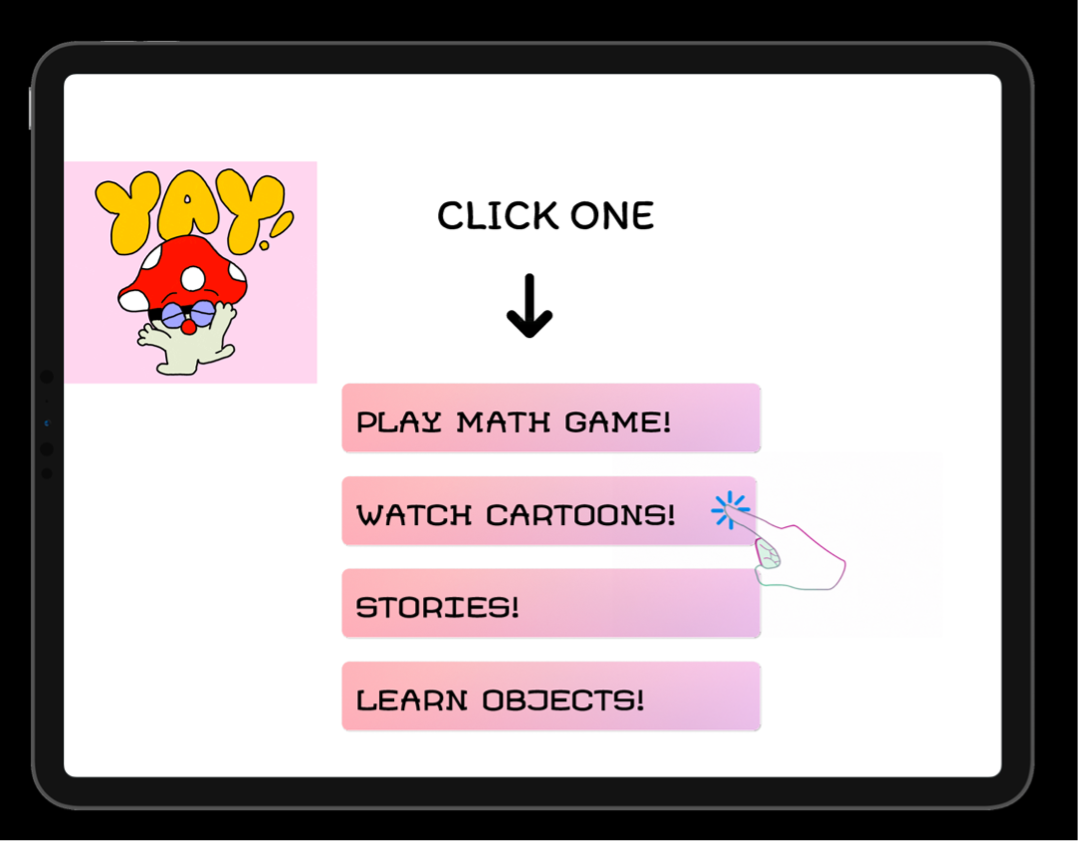 YAY!
CLICK ONE
PLAY MATH GAME!
WATCH CARTOONS!
STORIES!
LEARN OBJECTS!